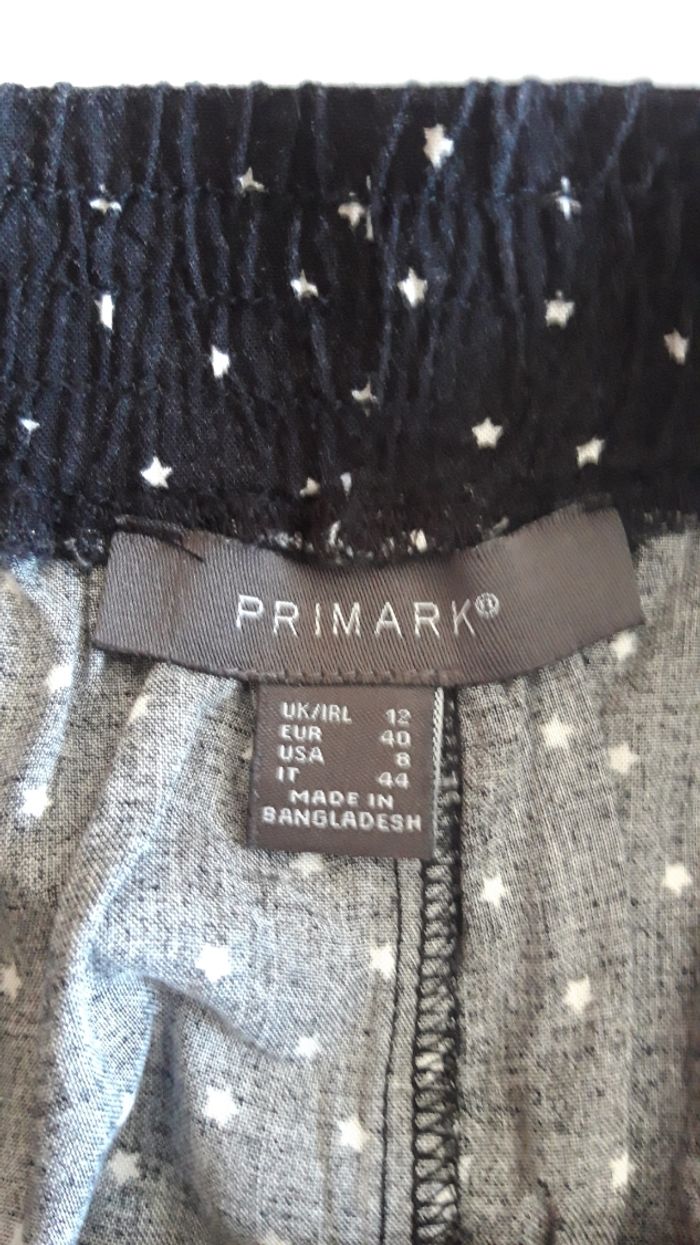 PRIMARK®
UK/IRL 12
EUR 40
USA 8
IT 44
MADE IN
BANGLADESH